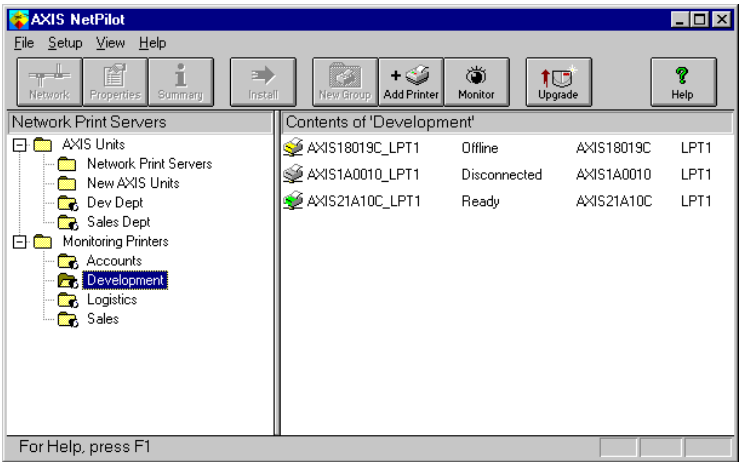 AXIS NetPilot
File Setup View Help
Network Properties Summary Install New Group Add Printer Monitor Upgrade Help
Network Print Servers
AXIS Units
Network Print Servers
New AXIS Units
Dev Dept
Sales Dept
Monitoring Printers
Accounts
Development
Logistics
Sales
Contents of 'Development'
AXIS18019C_LPT1 Offline AXIS18019C LPT1
AXIS1A0010_LPT1 Disconnected AXIS1A0010 LPT1
AXIS21A10C_LPT1 Ready AXIS21A10C LPT1
For Help, press F1